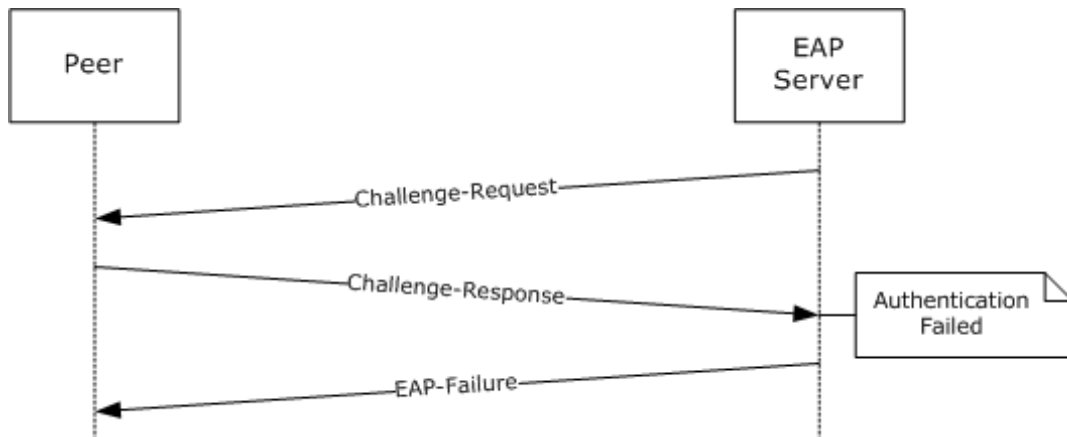 Peer
EAP
Server
Challenge-Request
Challenge-Response
Authentication
Failed
EAP-Failure